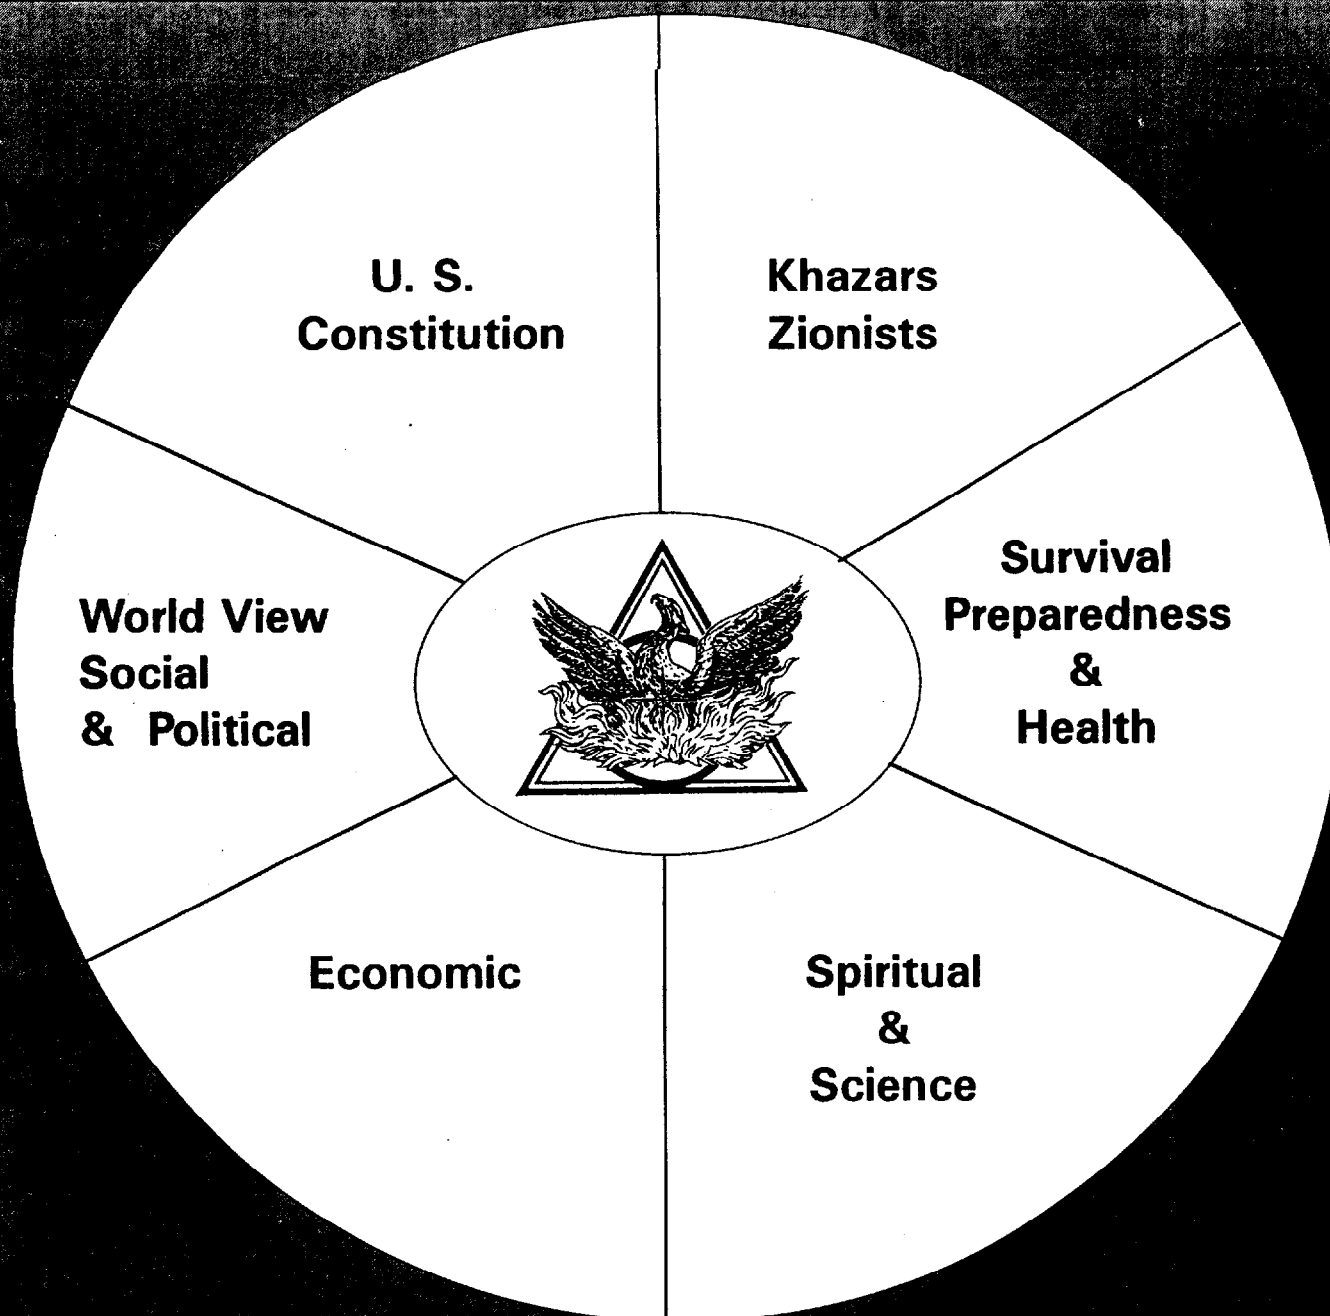 U. S.
Constitution
Khazars
Zionists
Survival
Preparedness
&
Health
World View
Social
& Political
Economic
Spiritual
&
Science